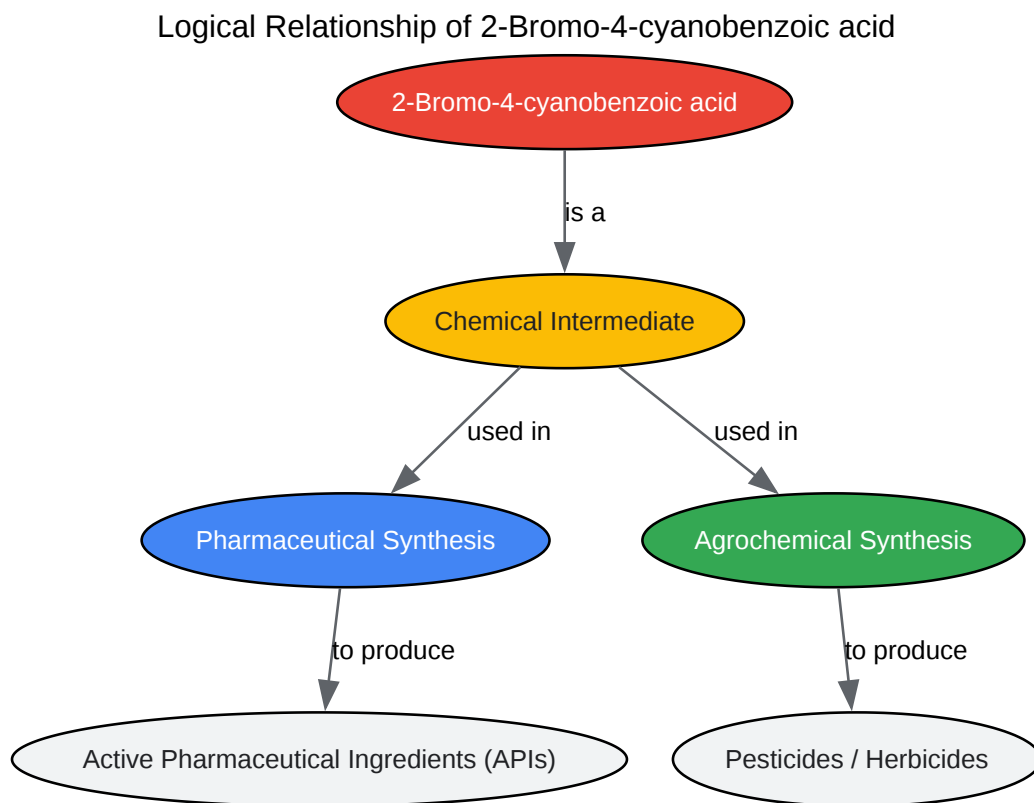 Logical Relationship of 2-Bromo-4-cyanobenzoic acid
2-Bromo-4-cyanobenzoic acid
is a
Chemical Intermediate
used in
used in
Pharmaceutical Synthesis
Agrochemical Synthesis
to produce
to produce
Active Pharmaceutical Ingredients (APIs)
Pesticides / Herbicides